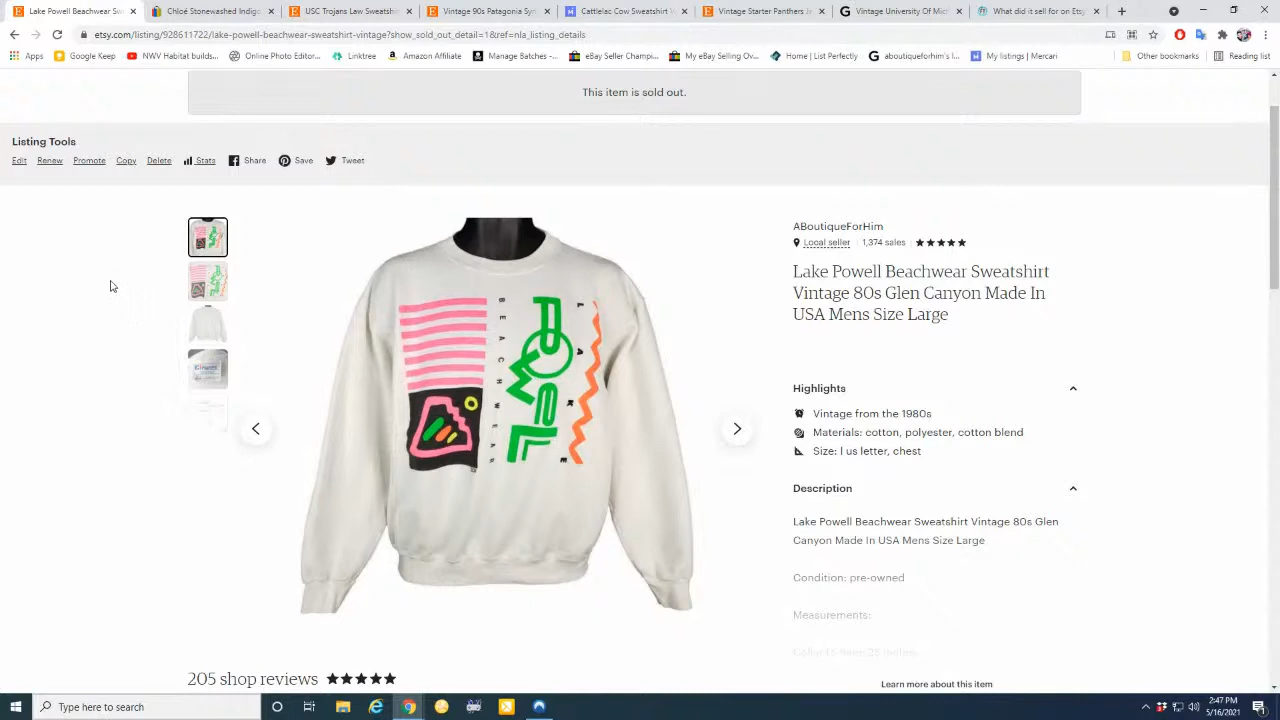 Lake Powell Beachwear Sw
Chloé Stonewashed Indigo
USC Trojans Law Sweatshi
Vintage 90s Patagonia Syn
Cattlelac Cow Sweatshirt V
Vintage Starter Panthers Ja
Vintage University Of Mic
What did it sell for on Etsy
etsy.com/listing/928611722/lake-powell-beachwear-sweatshirt-vintage?show_sold_out_detail=1&ref=nla_listing_details
Apps
Google Keep
NWV Habitat builds...
Online Photo Editor...
Linktree
Amazon Affiliate
Manage Batches -...
eBay Seller Champi...
My eBay Selling Ov...
Home | List Perfectly
aboutiqueforhim's l...
My listings | Mercari
Other bookmarks
Reading list
This item is sold out.
Listing Tools
Edit
Renew
Promote
Copy
Delete
Stats
Share
Save
Tweet
ABoutiqueForHim
Local seller
1,374 sales
Lake Powell Beachwear Sweatshirt
Vintage 80s Glen Canyon Made In
USA Mens Size Large
BEACHWEAR
LAKE
POWELL
Highlights
Vintage from the 1980s
Materials: cotton, polyester, cotton blend
Size: l us letter, chest
Description
Lake Powell Beachwear Sweatshirt Vintage 80s Glen
Canyon Made In USA Mens Size Large
Condition: pre-owned
Measurements:
Learn more about this item
205 shop reviews
Type here to search
2:47 PM
5/16/2021